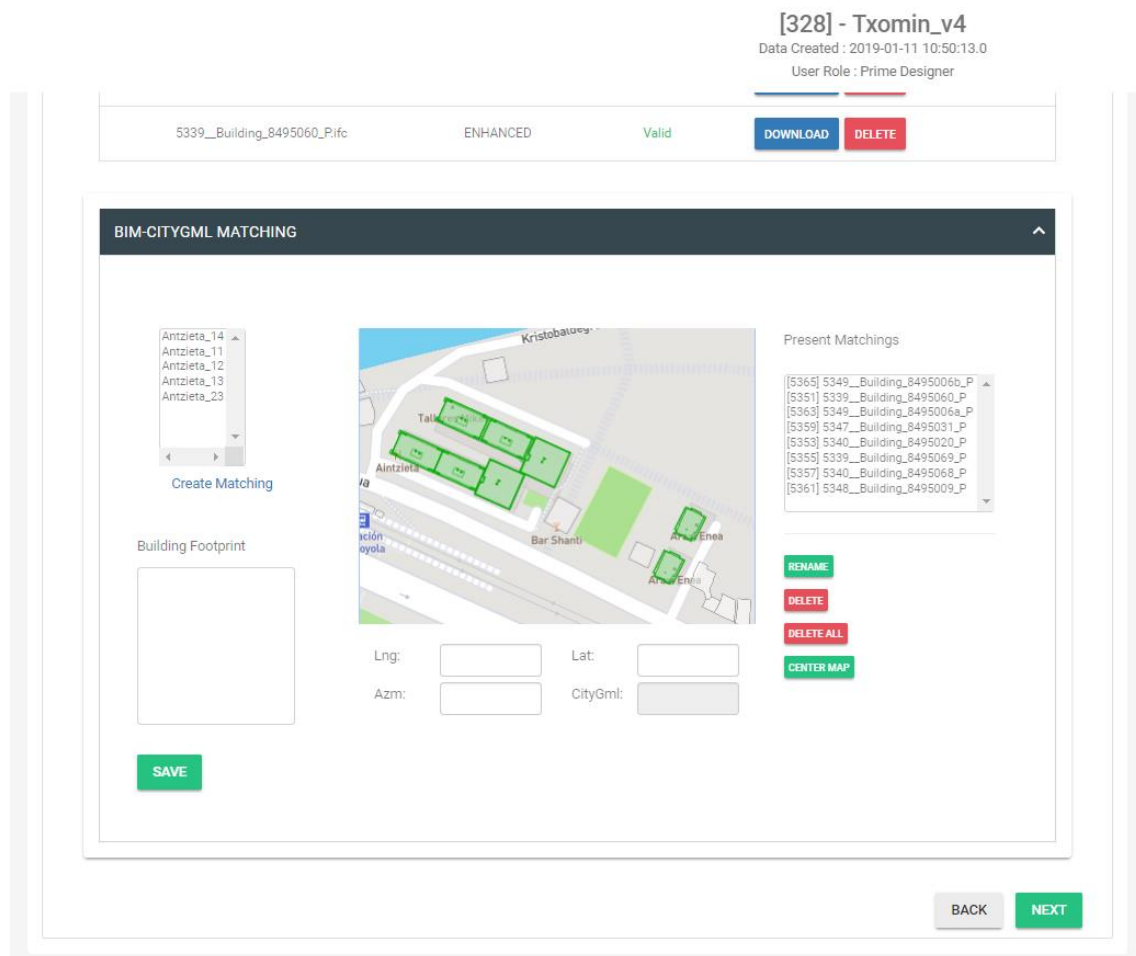 [328] - Txomin_v4
Data Created : 2019-01-11 10:50:13.0
User Role : Prime Designer
5339__Building_8495060_P.ifc ENHANCED Valid DOWNLOAD DELETE
BIM-CITYGML MATCHING
Antzieta_14
Antzieta_11
Antzieta_12
Antzieta_13
Antzieta_23
Create Matching
Building Footprint
SAVE
Aintzieta
Bar Shanti
Lng:
Lat:
Azm:
CityGml:
Present Matchings
[5365] 5349__Building_8495006b_P
[5351] 5339__Building_8495060_P
[5363] 5349__Building_8495006a_P
[5359] 5347__Building_8495031_P
[5353] 5340__Building_8495020_P
[5355] 5339__Building_8495069_P
[5357] 5340__Building_8495068_P
[5361] 5348__Building_8495009_P
RENAME
DELETE
DELETE ALL
CENTER MAP
BACK NEXT